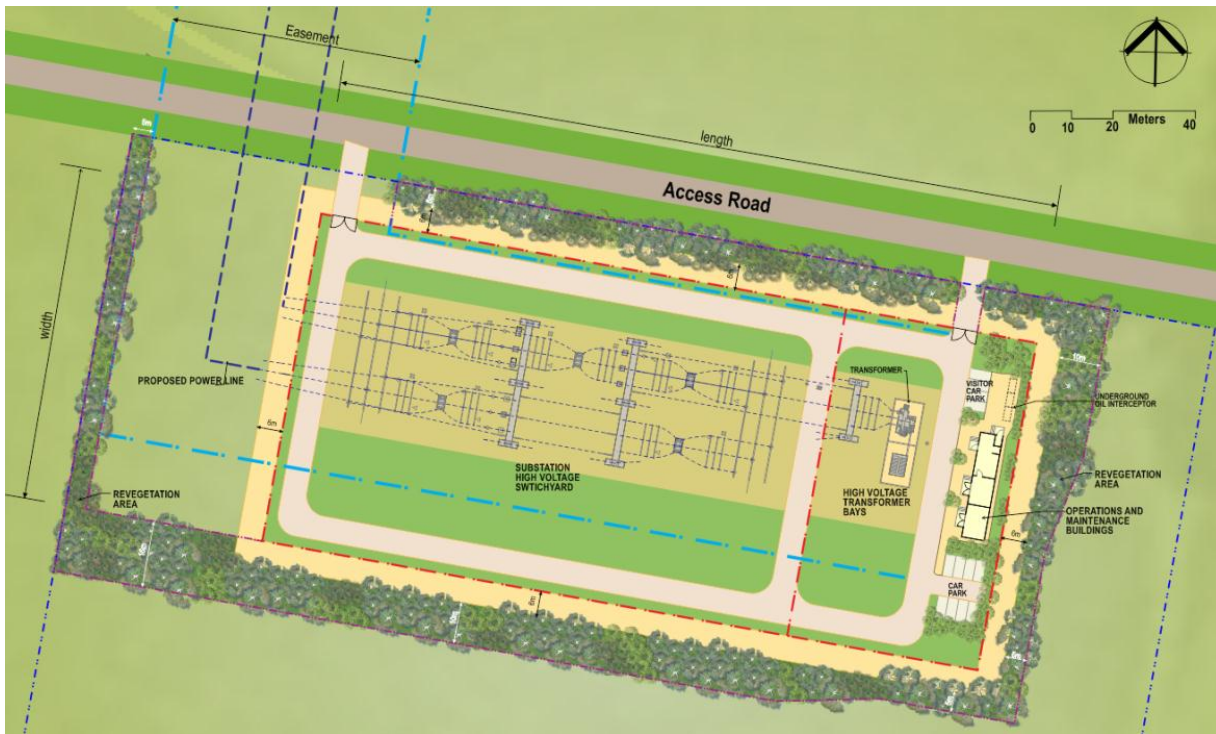 Easement
length
Meters
0 10 20 40
Access Road
5m
width
6m
PROPOSED POWER LINE
6m
TRANSFORMER
VISITOR
CAR
PARK
UNDERGROUND
OIL INTERCEPTOR
SUBSTATION
HIGH VOLTAGE
SWTICHYARD
HIGH VOLTAGE
TRANSFORMER
BAYS
REVEGETATION
AREA
OPERATIONS AND
MAINTENANCE
BUILDINGS
6m
REVEGETATION
AREA
CAR
PARK
6m